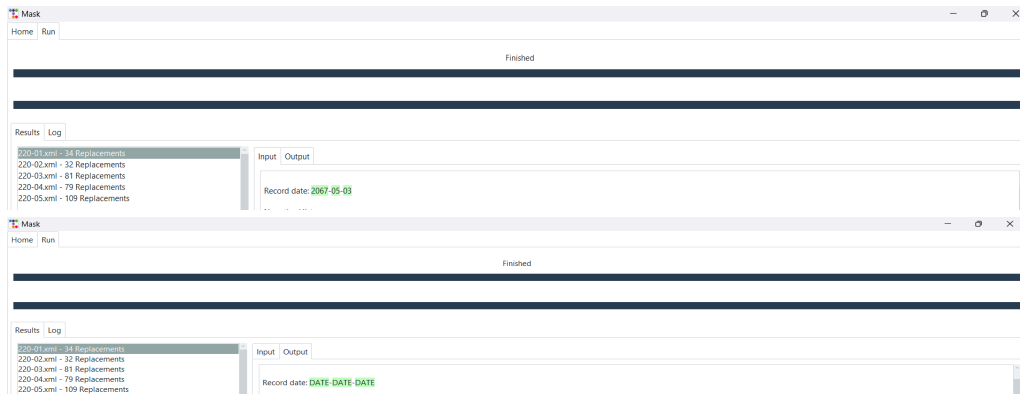 Mask
Home Run
Finished
Results Log
220-01.xml - 34 Replacements
220-02.xml - 32 Replacements
220-03.xml - 81 Replacements
220-04.xml - 79 Replacements
220-05.xml - 109 Replacements
Input Output
Record date: 2067-05-03
Mask
Home Run
Finished
Results Log
220-01.xml - 34 Replacements
220-02.xml - 32 Replacements
220-03.xml - 81 Replacements
220-04.xml - 79 Replacements
220-05.xml - 109 Replacements
Input Output
Record date: DATE-DATE-DATE